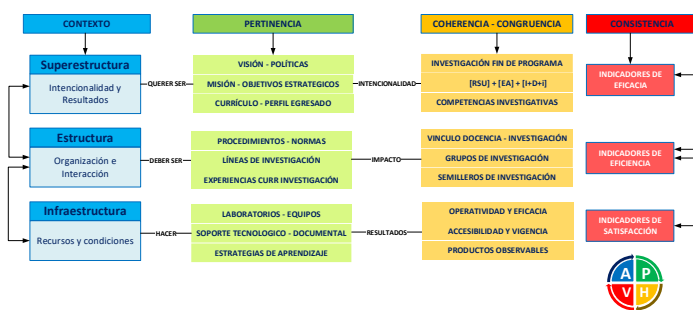 CONTEXTO
PERTINENCIA
COHERENCIA - CONGRUENCIA
CONSISTENCIA
Superestructura
Intencionalidad y
Resultados
QUERER SER
VISIÓN - POLÍTICAS
MISIÓN - OBJETIVOS ESTRATEGICOS
CURRÍCULO - PERFIL EGRESADO
INTENCIONALIDAD
INVESTIGACIÓN FIN DE PROGRAMA
[RSU] + [EA] + [I+D+i]
COMPETENCIAS INVESTIGATIVAS
INDICADORES DE
EFICACIA
Estructura
Organización e
Interacción
DEBER SER
PROCEDIMIENTOS - NORMAS
LÍNEAS DE INVESTIGACIÓN
EXPERIENCIAS CURR INVESTIGACIÓN
IMPACTO
VINCULO DOCENCIA - INVESTIGACIÓN
GRUPOS DE INVESTIGACIÓN
SEMILLEROS DE INVESTIGACIÓN
INDICADORES DE
EFICIENCIA
Infraestructura
Recursos y condiciones
HACER
LABORATORIOS - EQUIPOS
SOPORTE TECNOLOGICO - DOCUMENTAL
ESTRATEGIAS DE APRENDIZAJE
RESULTADOS
OPERATIVIDAD Y EFICACIA
ACCESIBILIDAD Y VIGENCIA
PRODUCTOS OBSERVABLES
INDICADORES DE
SATISFACCIÓN
A P
V H